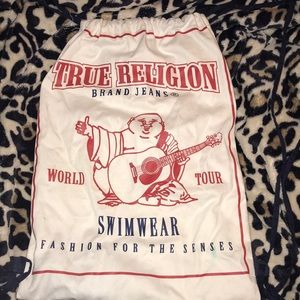 TRUE RELIGION
BRAND JEANS®
WORLD TOUR
SWIMWEAR
FASHION FOR THE SENSES